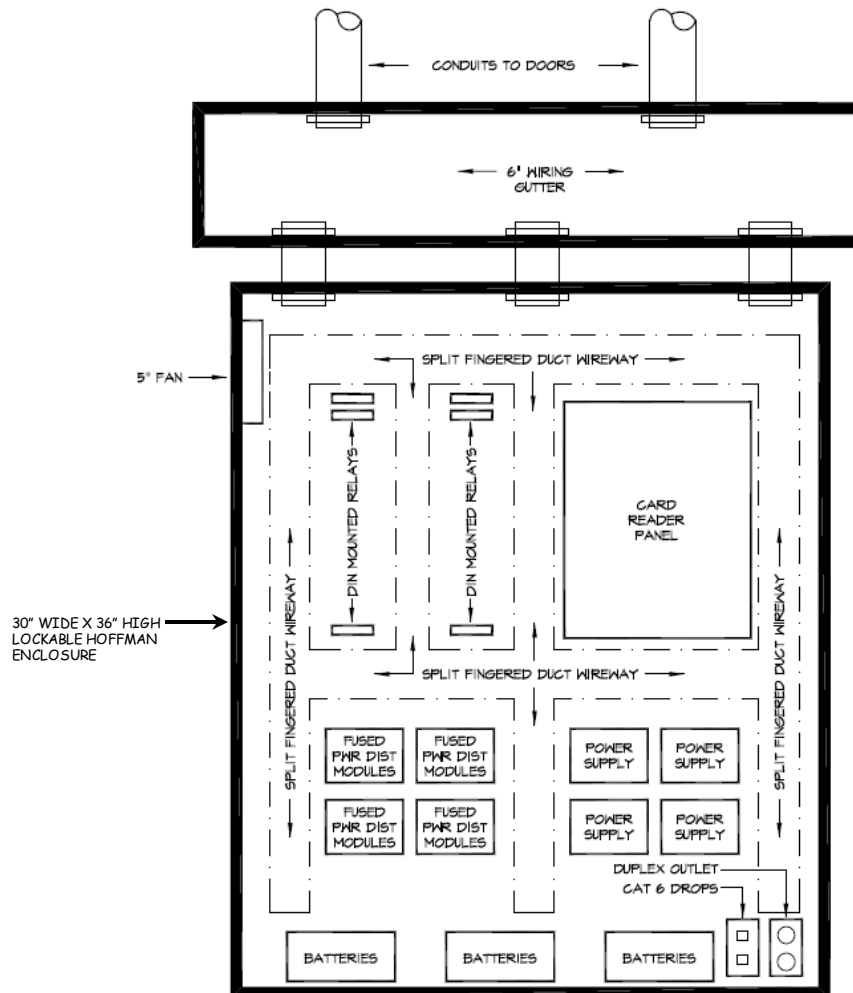 CONDUITS TO DOORS
6" WIRING
GUTTER
SPLIT FINGERED DUCT WIREWAY
5" FAN
DIN MOUNTED RELAYS
DIN MOUNTED RELAYS
CARD
READER
PANEL
30" WIDE X 36" HIGH
LOCKABLE HOFFMAN
ENCLOSURE
SPLIT FINGERED DUCT WIREWAY
SPLIT FINGERED DUCT WIREWAY
SPLIT FINGERED DUCT WIREWAY
FUSED
PWR DIST
MODULES
FUSED
PWR DIST
MODULES
POWER
SUPPLY
POWER
SUPPLY
FUSED
PWR DIST
MODULES
FUSED
PWR DIST
MODULES
POWER
SUPPLY
POWER
SUPPLY
DUPLEX OUTLET
CAT 6 DROPS
BATTERIES
BATTERIES
BATTERIES